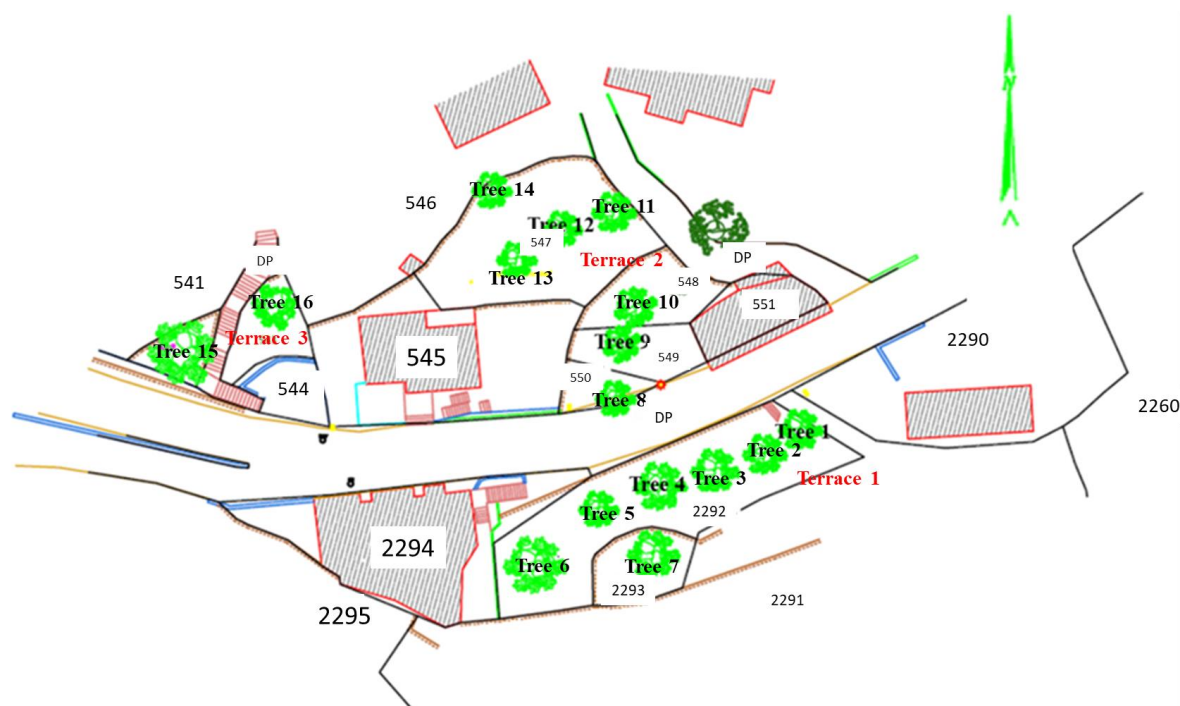 N
Tree 14
546
Tree 11
Tree 12
547
Terrace 2
DP
DP
541
Tree 13
548
Tree 16
Tree 10
551
Terrace 3
Tree 15
545
Tree 9
549
2290
544
550
Tree 8
DP
2260
Tree 1
Tree 2
Tree 3
Terrace 1
Tree 4
Tree 5
2292
2294
Tree 6
Tree 7
2293
2291
2295